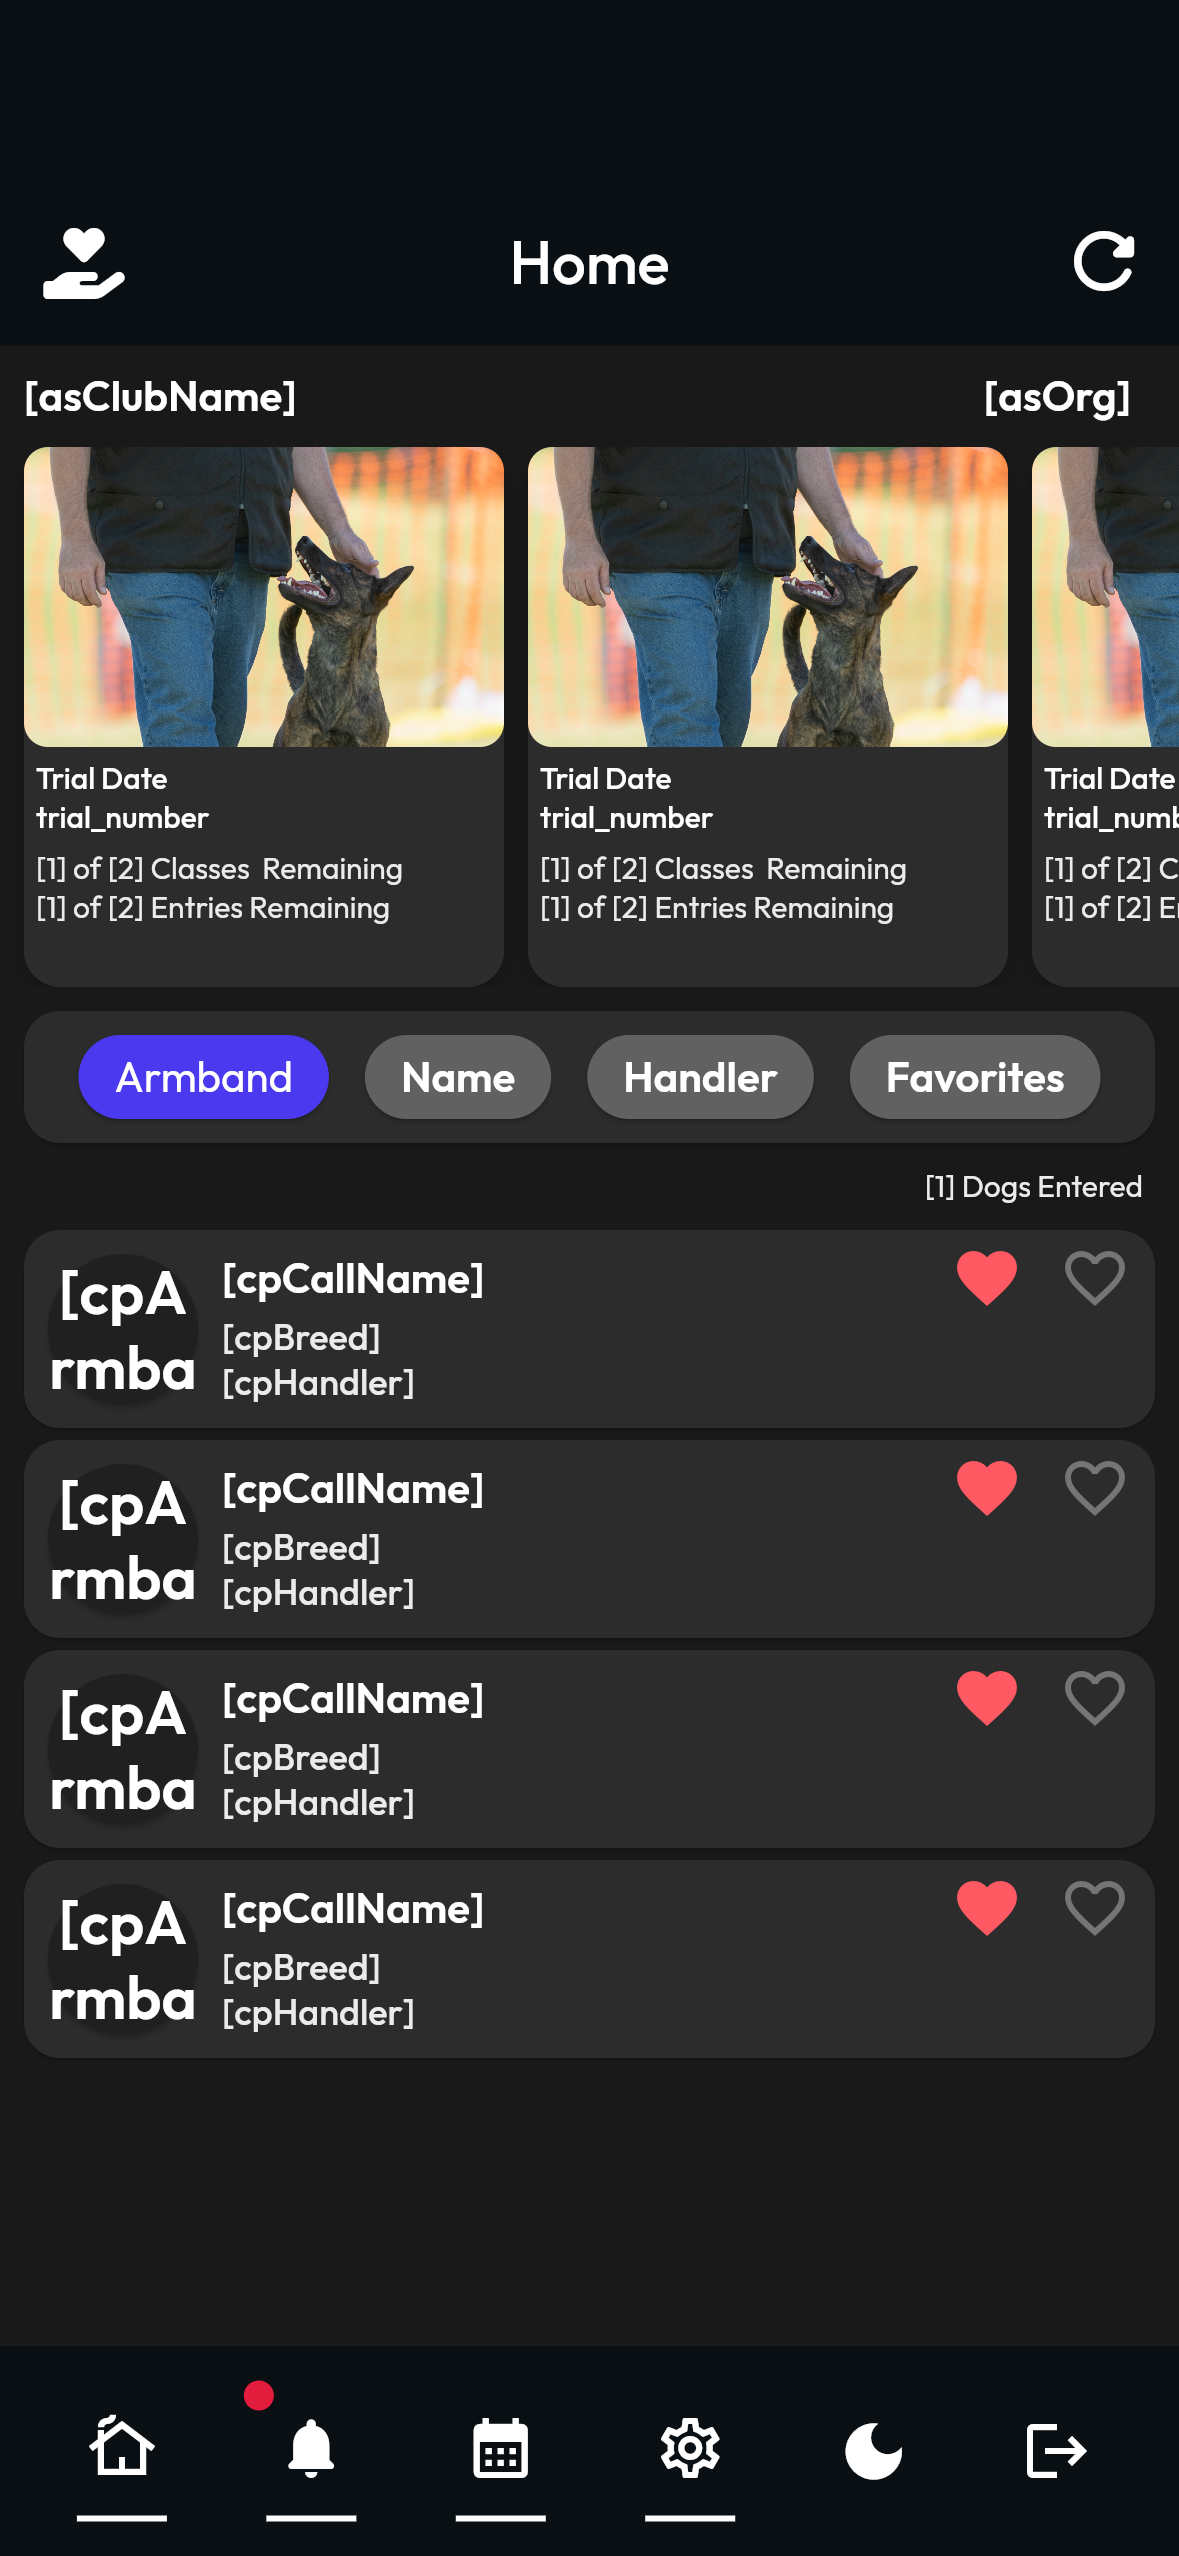 Home
[asClubName] [asOrg]
Trial Date
trial_number
[1] of [2] Classes  Remaining
[1] of [2] Entries Remaining
Trial Date
trial_number
[1] of [2] Classes  Remaining
[1] of [2] Entries Remaining
Trial Date
trial_numb
[1] of [2] C
[1] of [2] E
Armband Name Handler Favorites
[1] Dogs Entered
[cpA
rmba
[cpCallName]
[cpBreed]
[cpHandler]
[cpA
rmba
[cpCallName]
[cpBreed]
[cpHandler]
[cpA
rmba
[cpCallName]
[cpBreed]
[cpHandler]
[cpA
rmba
[cpCallName]
[cpBreed]
[cpHandler]